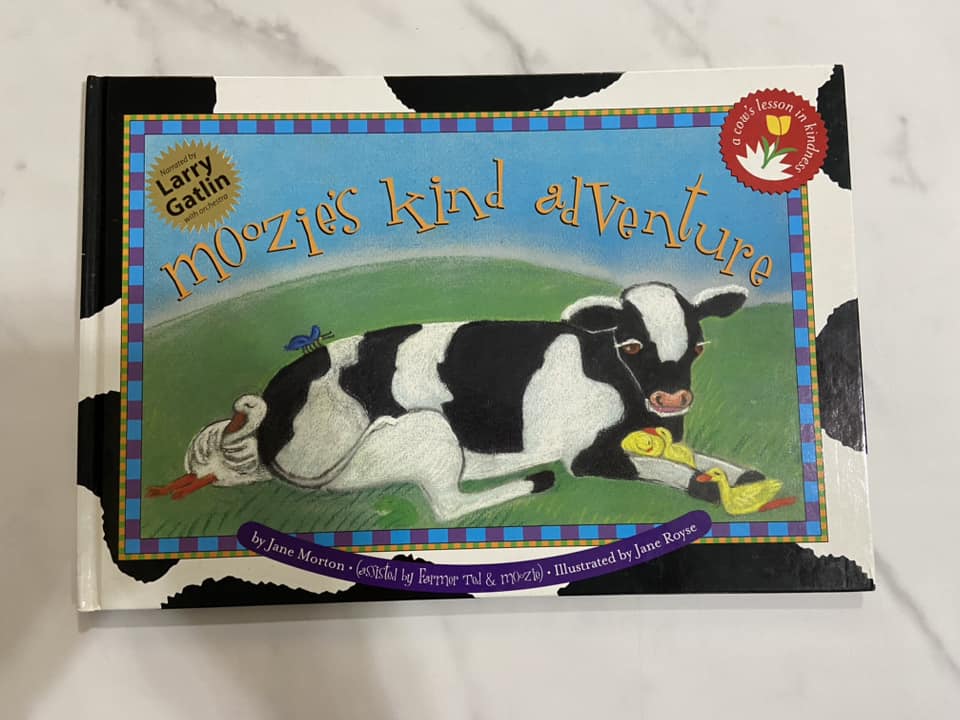 Narrated by
Larry
Gatlin
with orchestra
a cow's lesson in kindness
moozie's kind adventure
by Jane Morton • (assisted by Farmer Ted & moozie) • Illustrated by Jane Royse